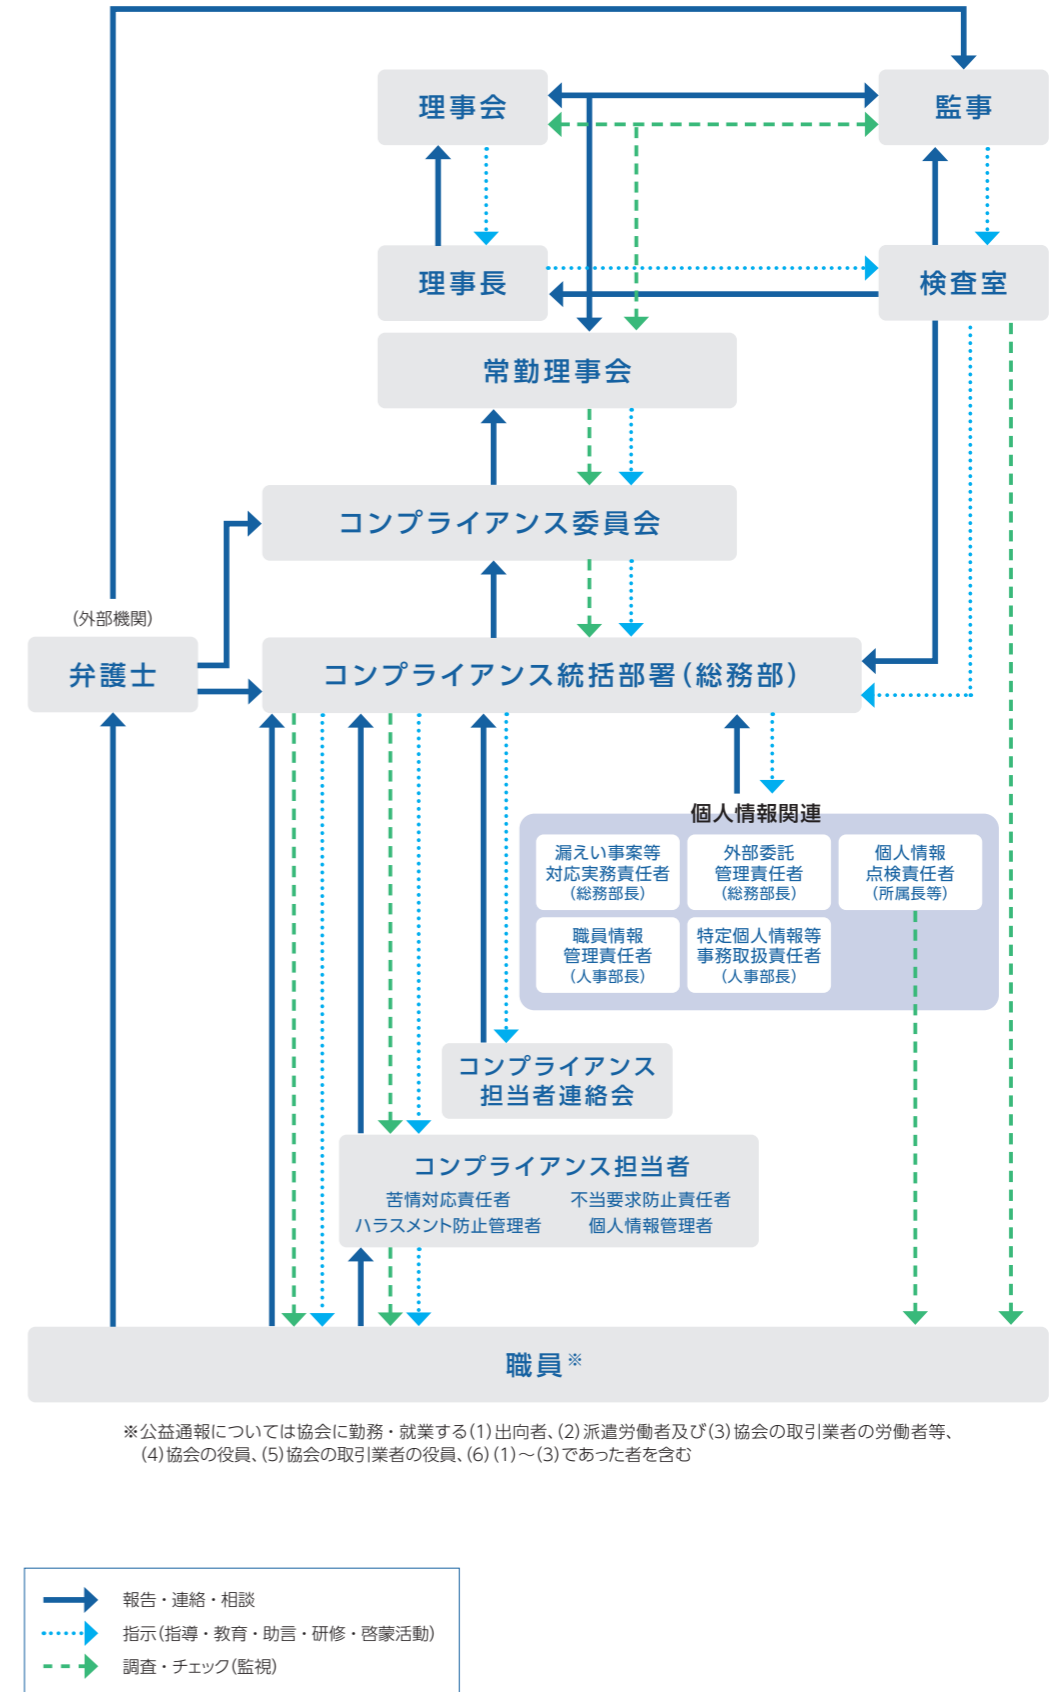 理事会
監事
理事長
検査室
常勤理事会
コンプライアンス委員会
(外部機関)
弁護士
コンプライアンス統括部署(総務部)
個人情報関連
漏えい事案等
対応実務責任者
(総務部長)
外部委託
管理責任者
(総務部長)
個人情報
点検責任者
(所属長等)
職員情報
管理責任者
(人事部長)
特定個人情報等
事務取扱責任者
(人事部長)
コンプライアンス
担当者連絡会
コンプライアンス担当者
苦情対応責任者 不当要求防止責任者
ハラスメント防止管理者 個人情報管理者
職員※
※公益通報については協会に勤務・就業する(1)出向者、(2)派遣労働者及び(3)協会の取引業者の労働者等、
(4)協会の役員、(5)協会の取引業者の役員、(6)(1)～(3)であった者を含む
報告・連絡・相談
指示(指導・教育・助言・研修・啓蒙活動)
調査・チェック(監視)